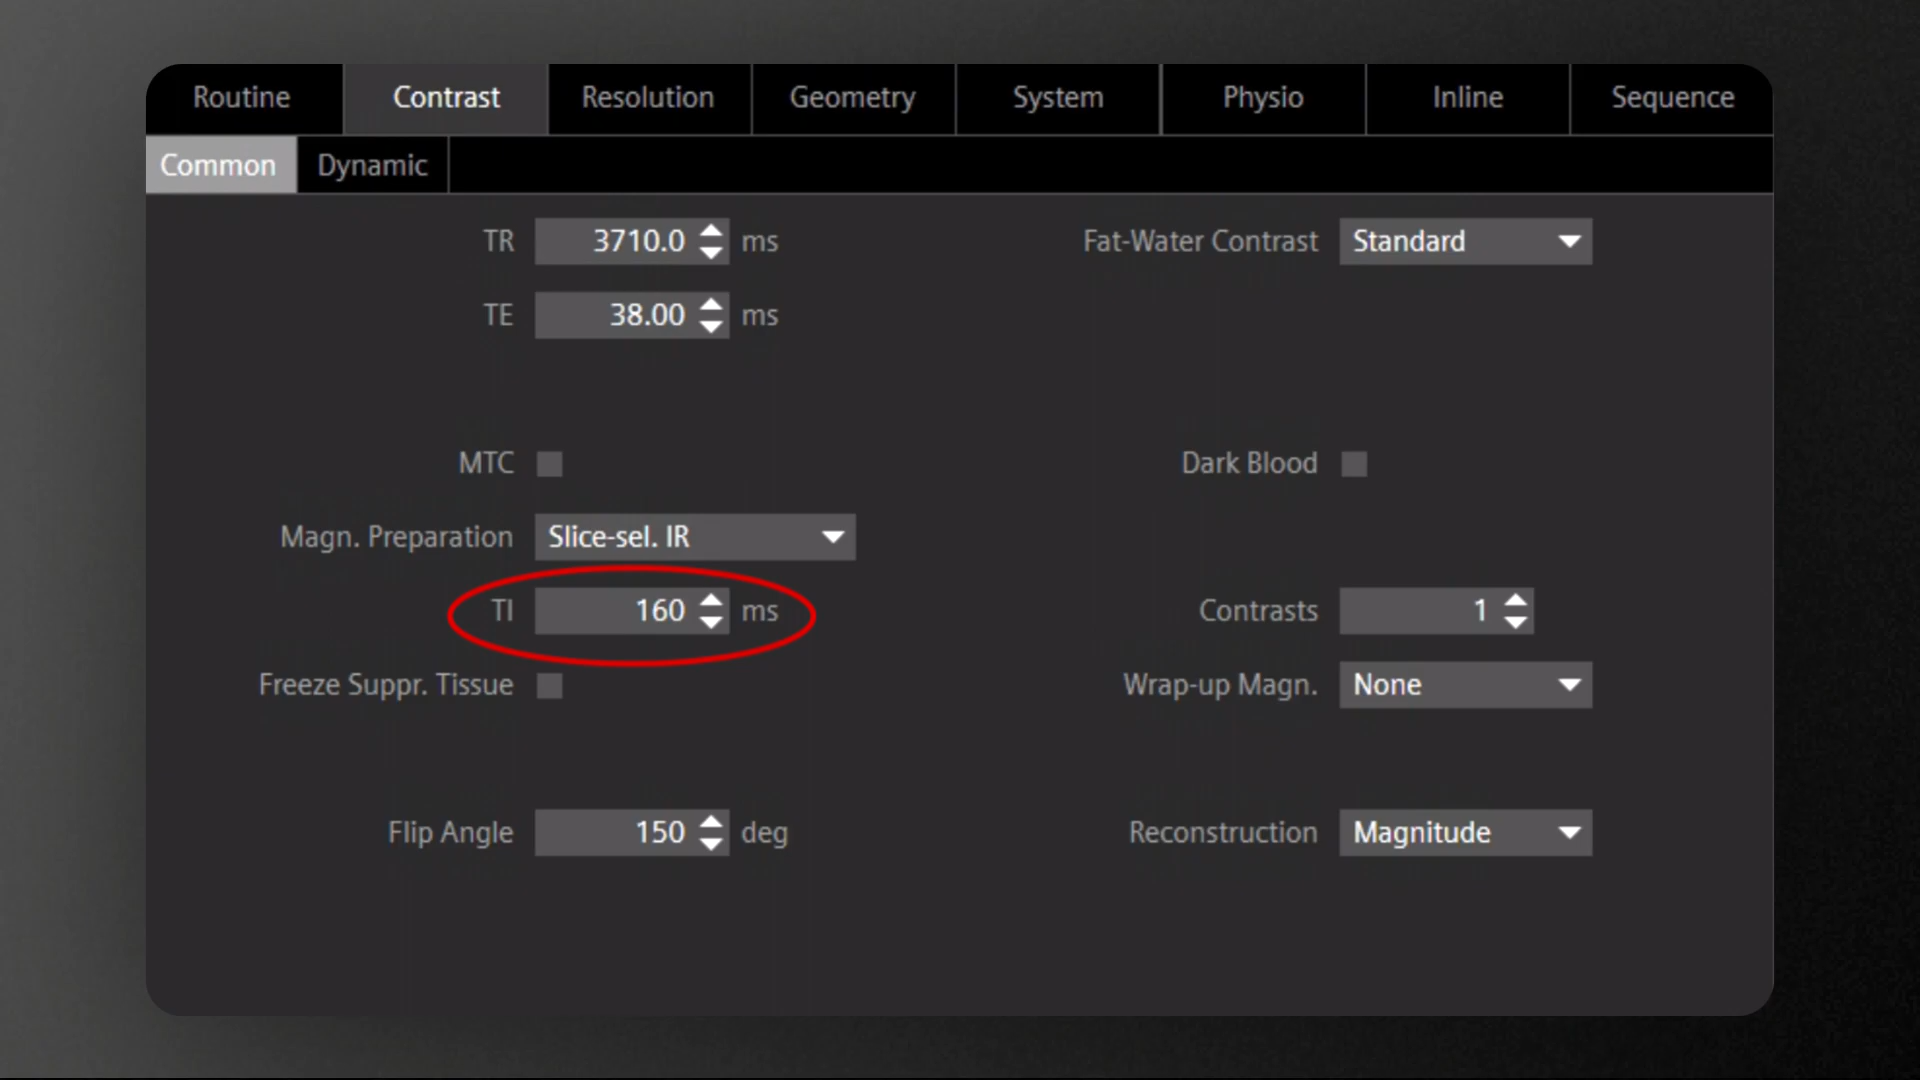 Routine Contrast Resolution Geometry System Physio Inline Sequence
Common Dynamic
TR 3710.0 ms Fat-Water Contrast Standard
TE 38.00 ms
MTC Dark Blood
Magn. Preparation Slice-sel. IR
TI 160 ms Contrasts 1
Freeze Suppr. Tissue Wrap-up Magn. None
Flip Angle 150 deg Reconstruction Magnitude